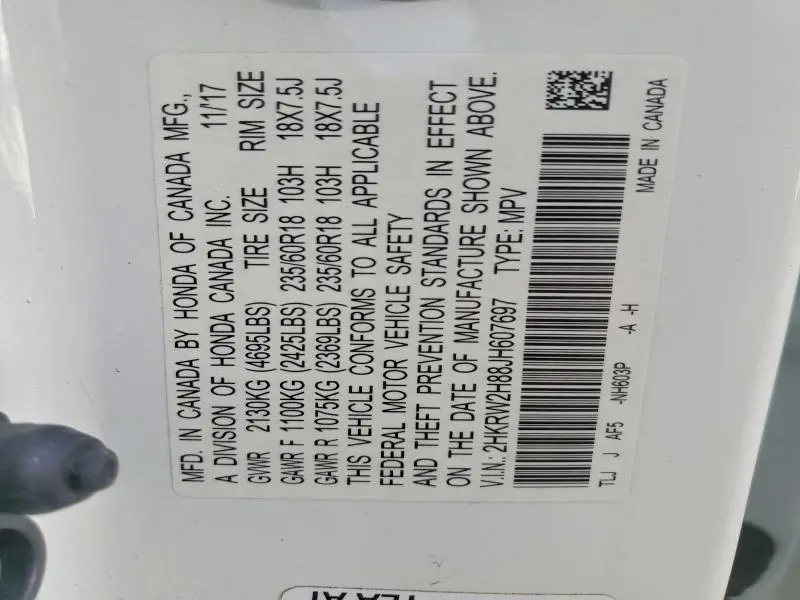 MFD. IN CANADA BY HONDA OF CANADA MFG.,
A DIVISION OF HONDA CANADA INC. 11/17
GVWR 2130KG (4695LBS) TIRE SIZE RIM SIZE
GAWR F 1100KG (2425LBS) 235/60R18 103H 18X7.5J
GAWR R 1075KG (2369LBS) 235/60R18 103H 18X7.5J
THIS VEHICLE CONFORMS TO ALL APPLICABLE
FEDERAL MOTOR VEHICLE SAFETY
AND THEFT PREVENTION STANDARDS IN EFFECT
ON THE DATE OF MANUFACTURE SHOWN ABOVE.
V.I.N.: 2HKRW2H88JH607697 TYPE: MPV
TLJ J AF5 -NH603P -A -H
MADE IN CANADA